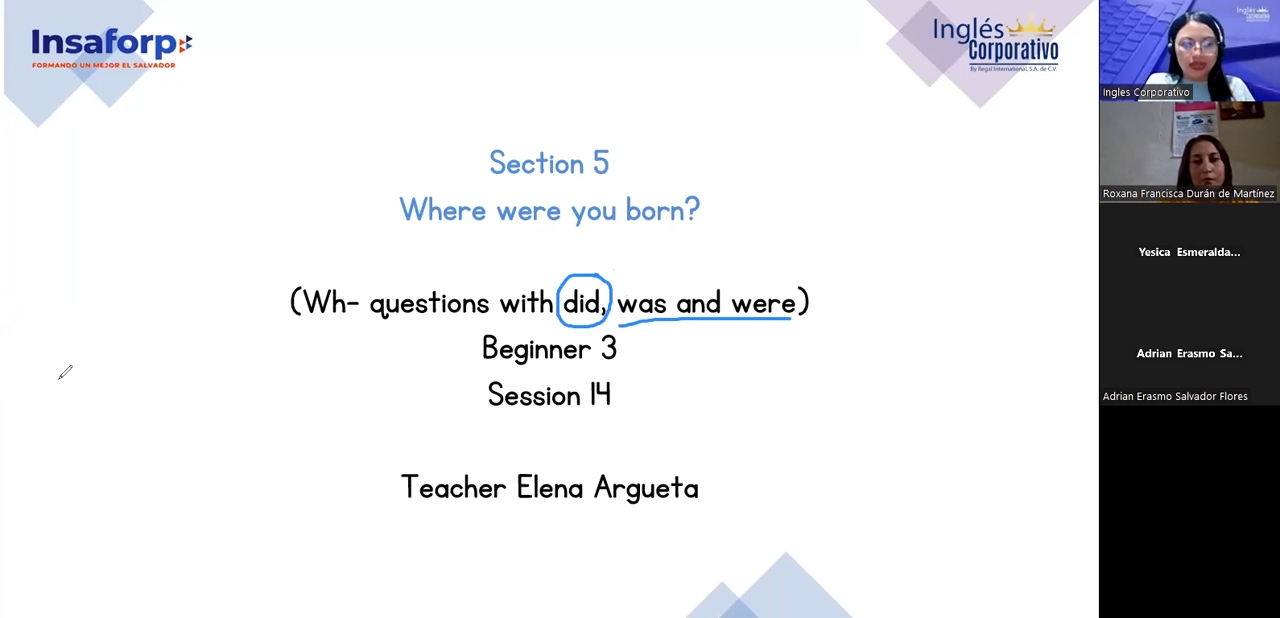 Insaforp
FORMANDO UN MEJOR EL SALVADOR
Inglés
Corporativo
By Regal International, S.A. de C.V.
Section 5
Where were you born?
(Wh- questions with did, was and were)
Beginner 3
Session 14
Teacher Elena Argueta
Inglés
Ingles Corporativo
Roxana Francisca Durán de Martínez
Yesica Esmeralda...
Adrian Erasmo Sa...
Adrian Erasmo Salvador Flores